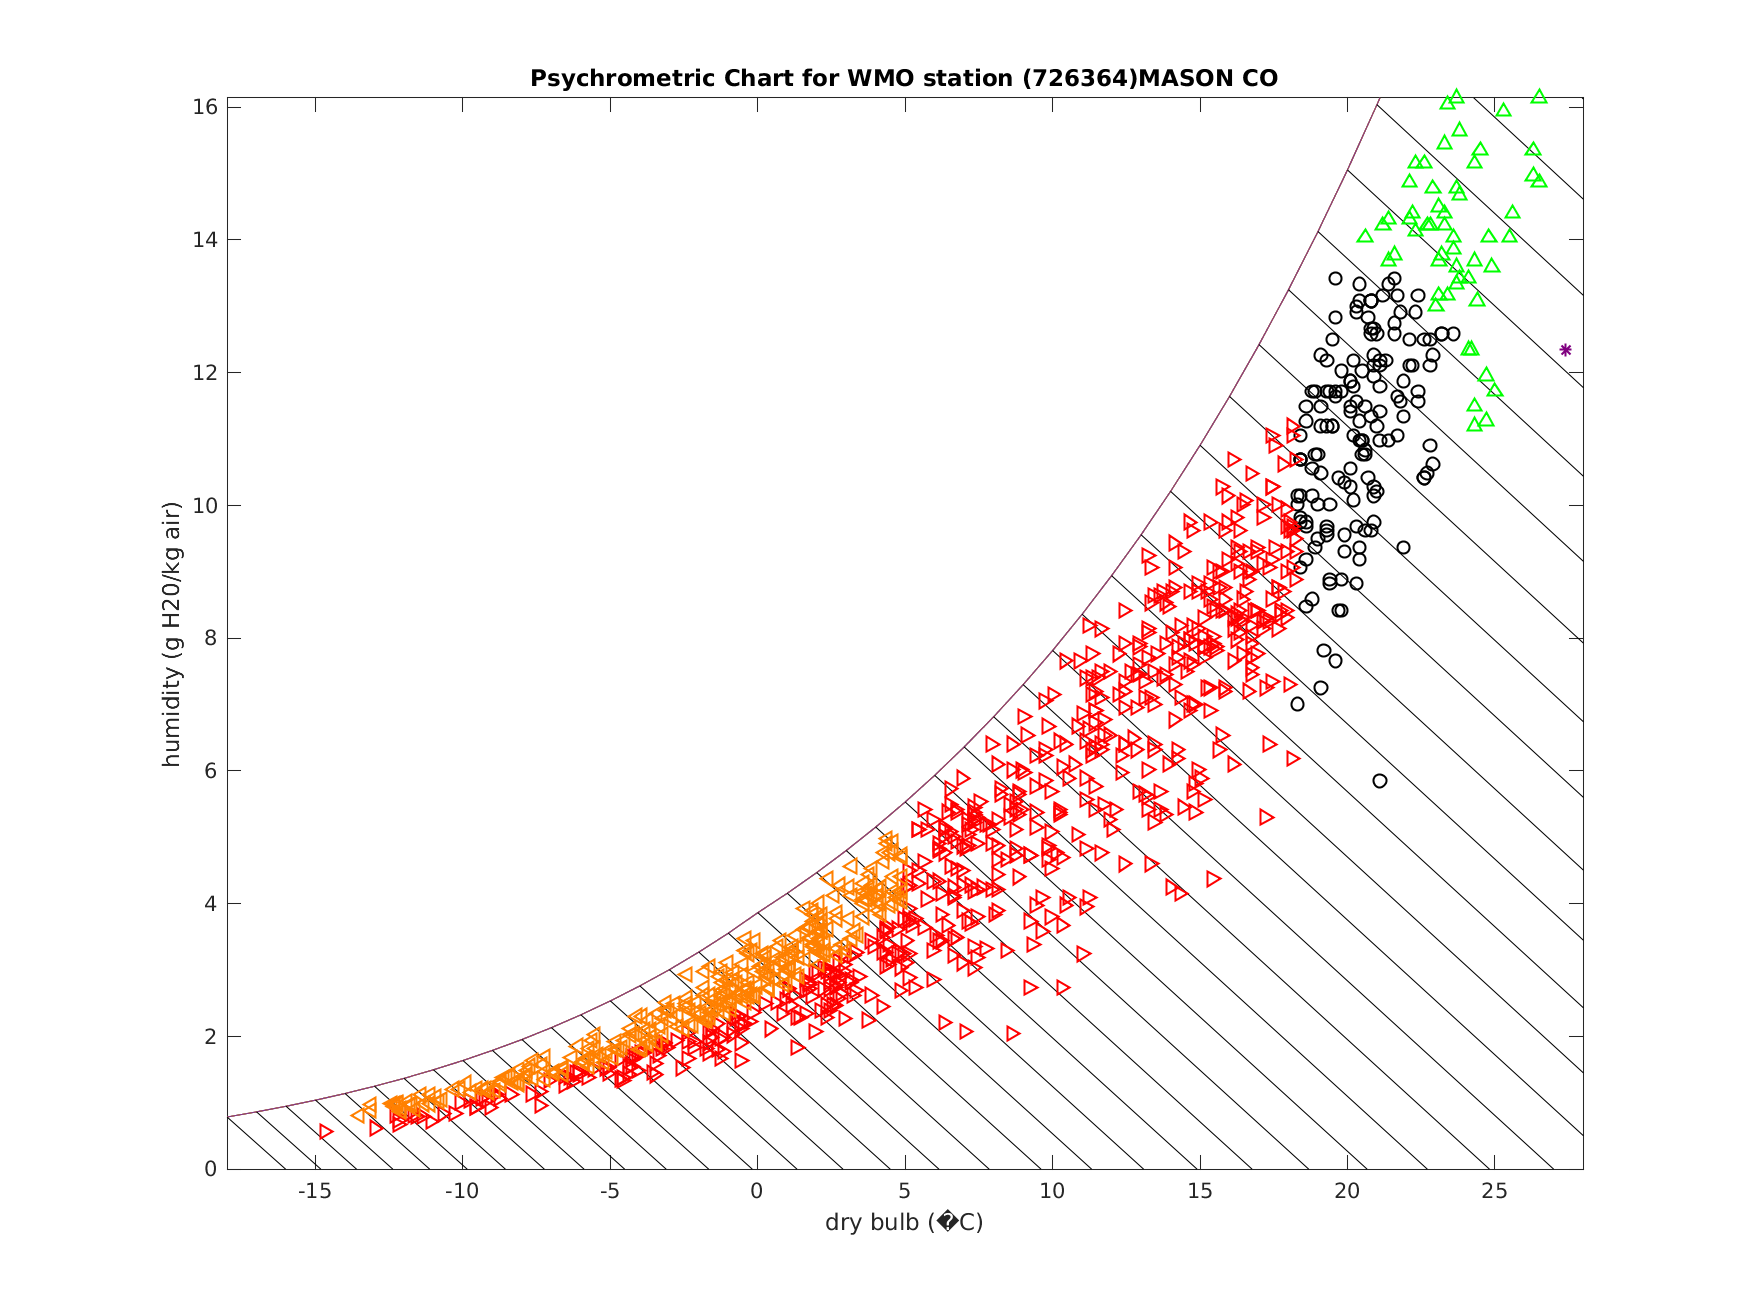 Psychrometric Chart for WMO station (726364)MASON CO
16
14
12
10
8
6
4
2
0
humidity (g H20/kg air)
-15 -10 -5 0 5 10 15 20 25
dry bulb (�C)